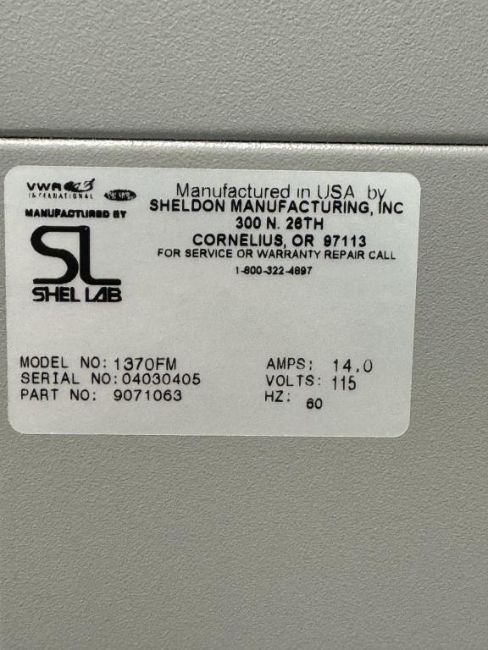 VWR
INTERNATIONAL
MANUFACTURED BY
SL
SHEL LAB
Manufactured in USA by
SHELDON MANUFACTURING, INC
300 N. 26TH
CORNELIUS, OR 97113
FOR SERVICE OR WARRANTY REPAIR CALL
1-800-322-4897
MODEL NO: 1370FM
SERIAL NO: 04030405
PART NO: 9071063
AMPS: 14.0
VOLTS: 115
HZ: 60